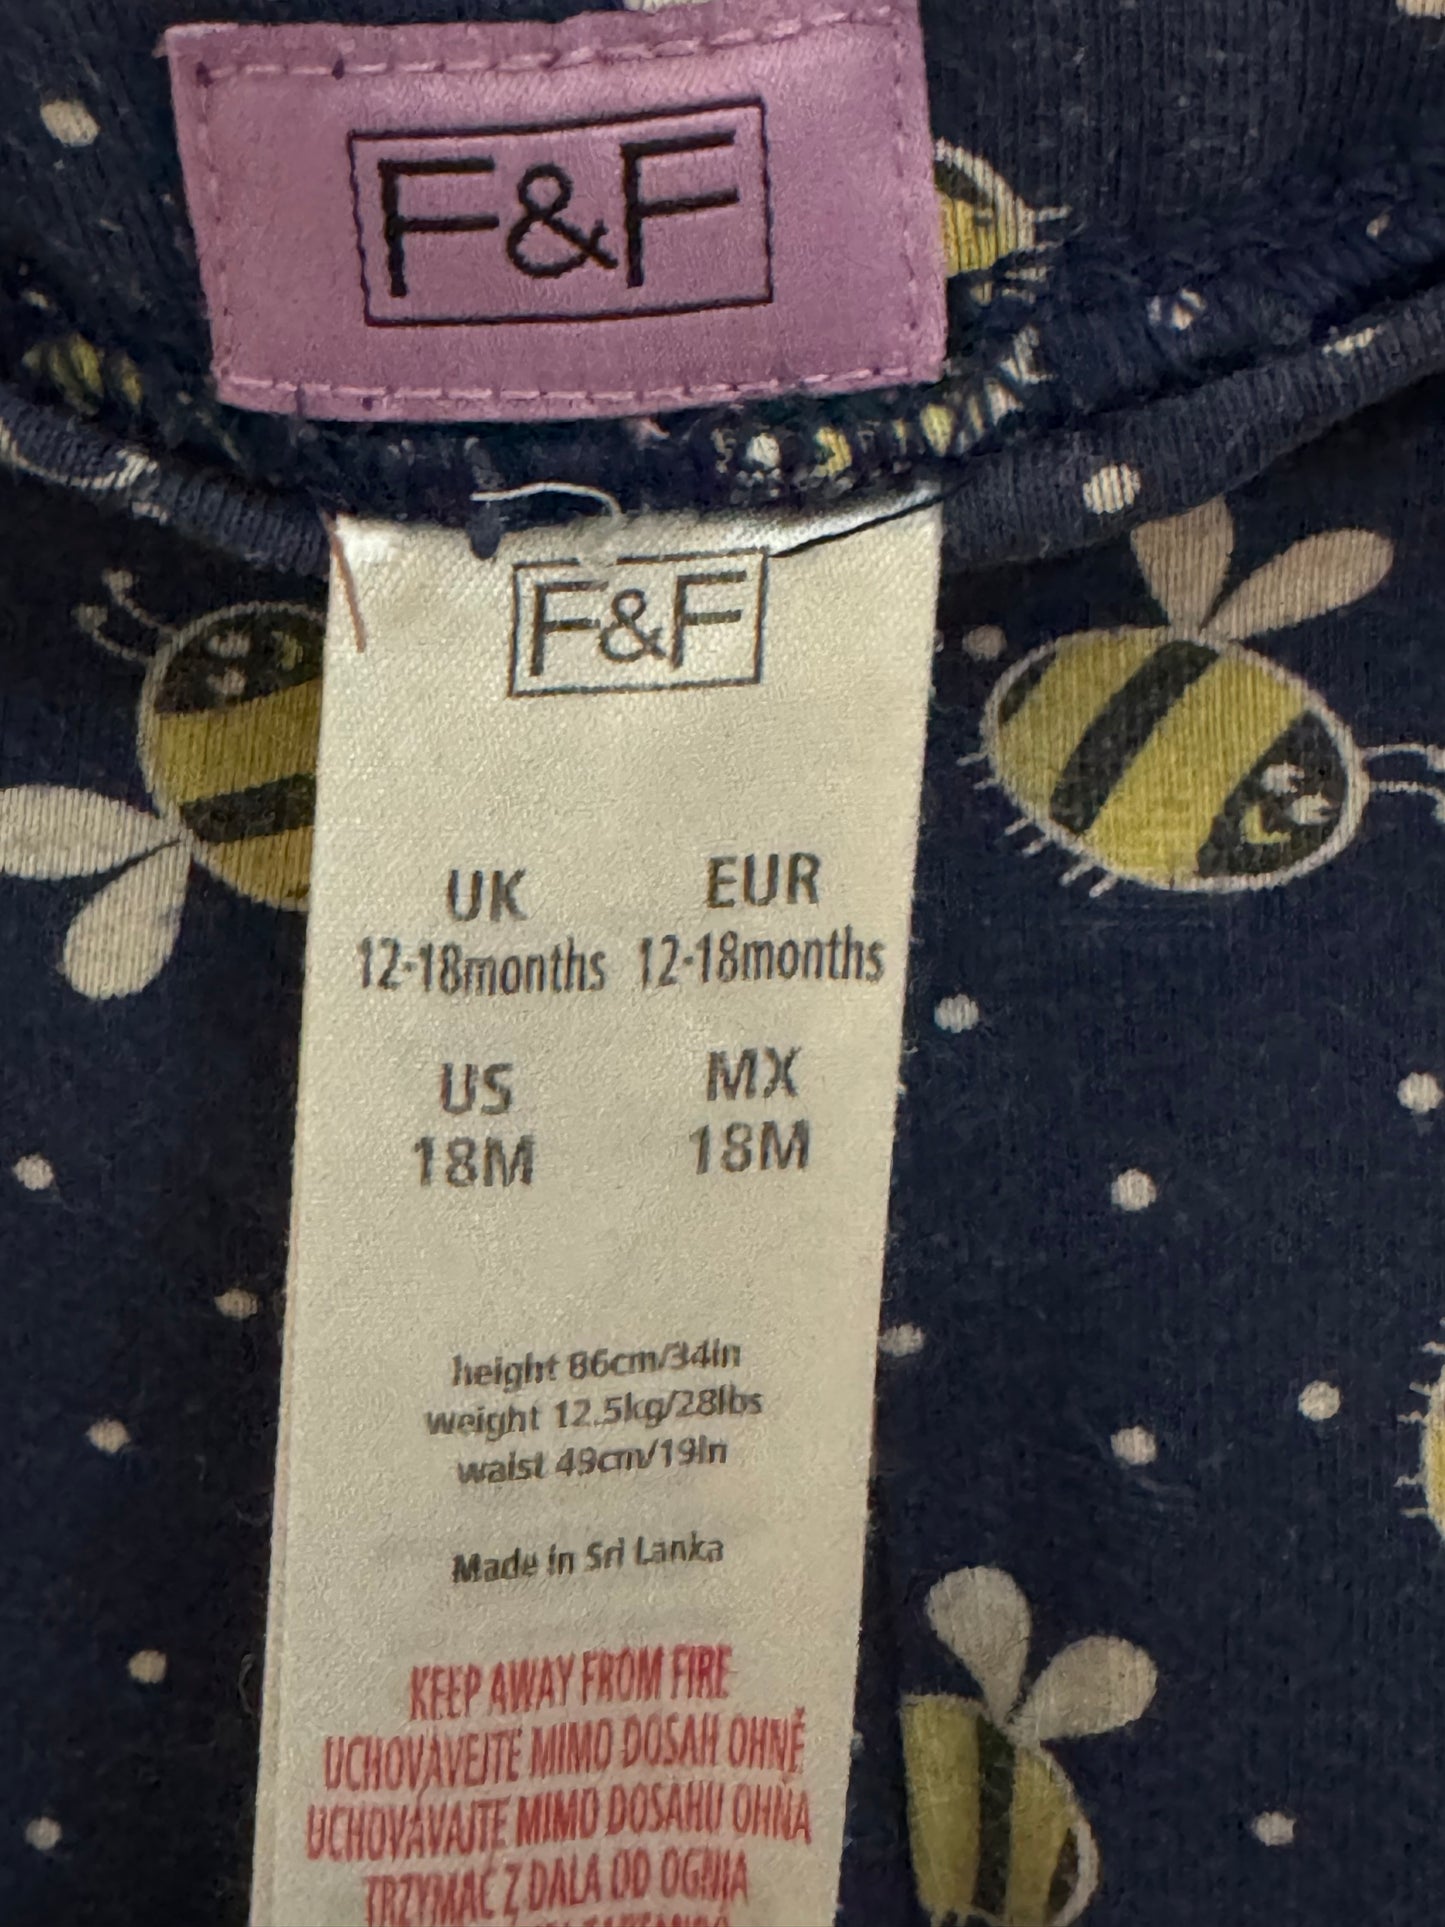 F&F
F&F
UK EUR
12-18months 12-18months
US MX
18M 18M
height 86cm/34in
weight 12.5kg/28lbs
waist 49cm/19in
Made in Sri Lanka
KEEP AWAY FROM FIRE
UCHOVÁVEJTE MIMO DOSAH OHNĚ
UCHOVÁVAJTE MIMO DOSAHU OHŇA
TRZYMAĆ Z DALA OD OGNIA